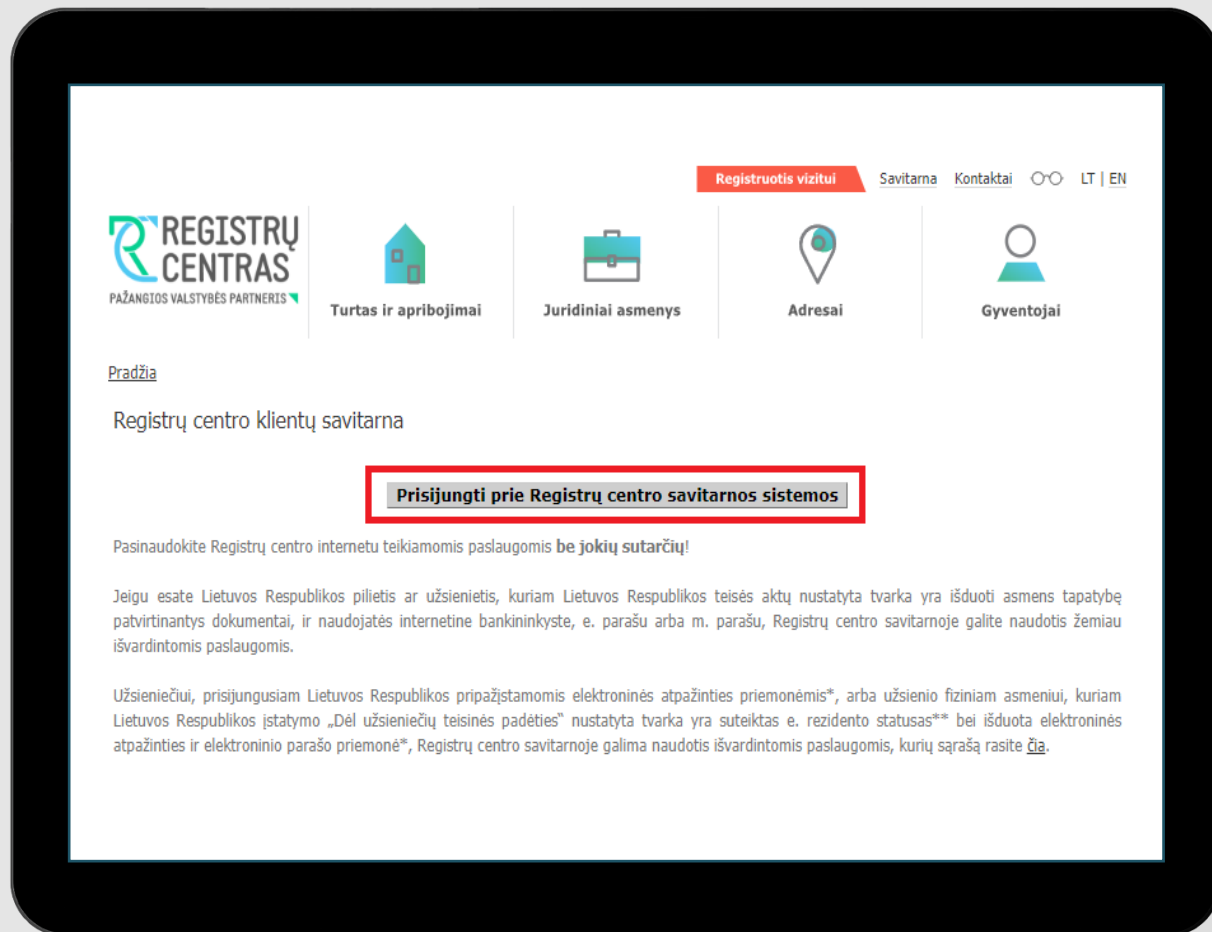 Registruotis vizitui Savitarna Kontaktai LT | EN
REGISTRŲ
CENTRAS
PAŽANGIOS VALSTYBĖS PARTNERIS
Turtas ir apribojimai Juridiniai asmenys Adresai Gyventojai
Pradžia
Registrų centro klientų savitarna
Prisijungti prie Registrų centro savitarnos sistemos
Pasinaudokite Registrų centro internetu teikiamomis paslaugomis be jokių sutarčių!
Jeigu esate Lietuvos Respublikos pilietis ar užsienietis, kuriam Lietuvos Respublikos teisės aktų nustatyta tvarka yra išduoti asmens tapatybę
patvirtinantys dokumentai, ir naudojatės internetine bankininkyste, e. parašu arba m. parašu, Registrų centro savitarnoje galite naudotis žemiau
išvardintomis paslaugomis.
Užsieniečiui, prisijungusiam Lietuvos Respublikos pripažįstamomis elektroninės atpažinties priemonėmis*, arba užsienio fiziniam asmeniui, kuriam
Lietuvos Respublikos įstatymo „Dėl užsieniečių teisinės padėties“ nustatyta tvarka yra suteiktas e. rezidento statusas** bei išduota elektroninės
atpažinties ir elektroninio parašo priemonė*, Registrų centro savitarnoje galima naudotis išvardintomis paslaugomis, kurių sąrašą rasite čia.